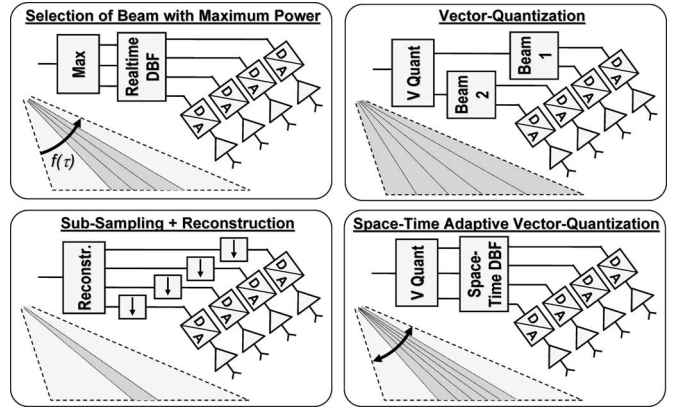 Selection of Beam with Maximum Power
Max
Realtime
DBF
D
A
D
A
D
A
D
A
f(τ)
Vector-Quantization
V Quant
Beam
1
Beam
2
D
A
D
A
D
A
D
A
Sub-Sampling + Reconstruction
Reconstr.
↓
↓
↓
D
A
D
A
D
A
D
A
Space-Time Adaptive Vector-Quantization
V Quant
Space-
Time DBF
D
A
D
A
D
A
D
A